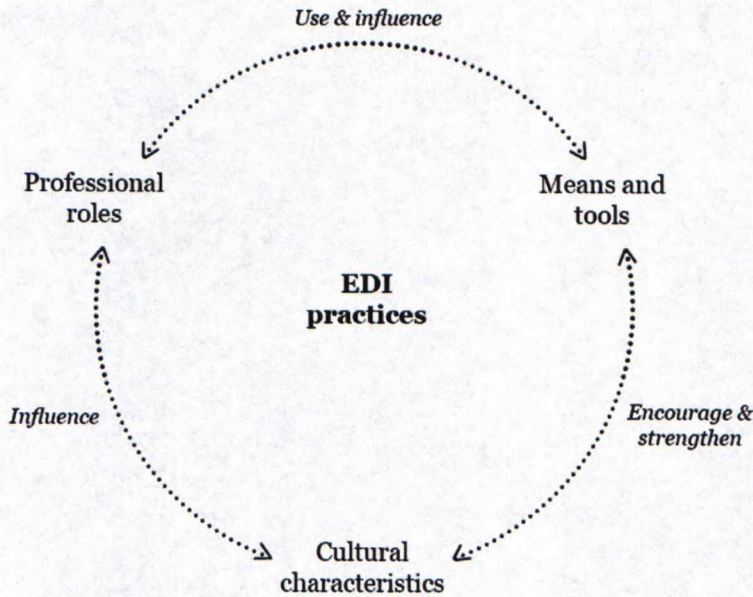 Use & influence
Professional
roles
Means and
tools
EDI
practices
Influence
Encourage &
strengthen
Cultural
characteristics